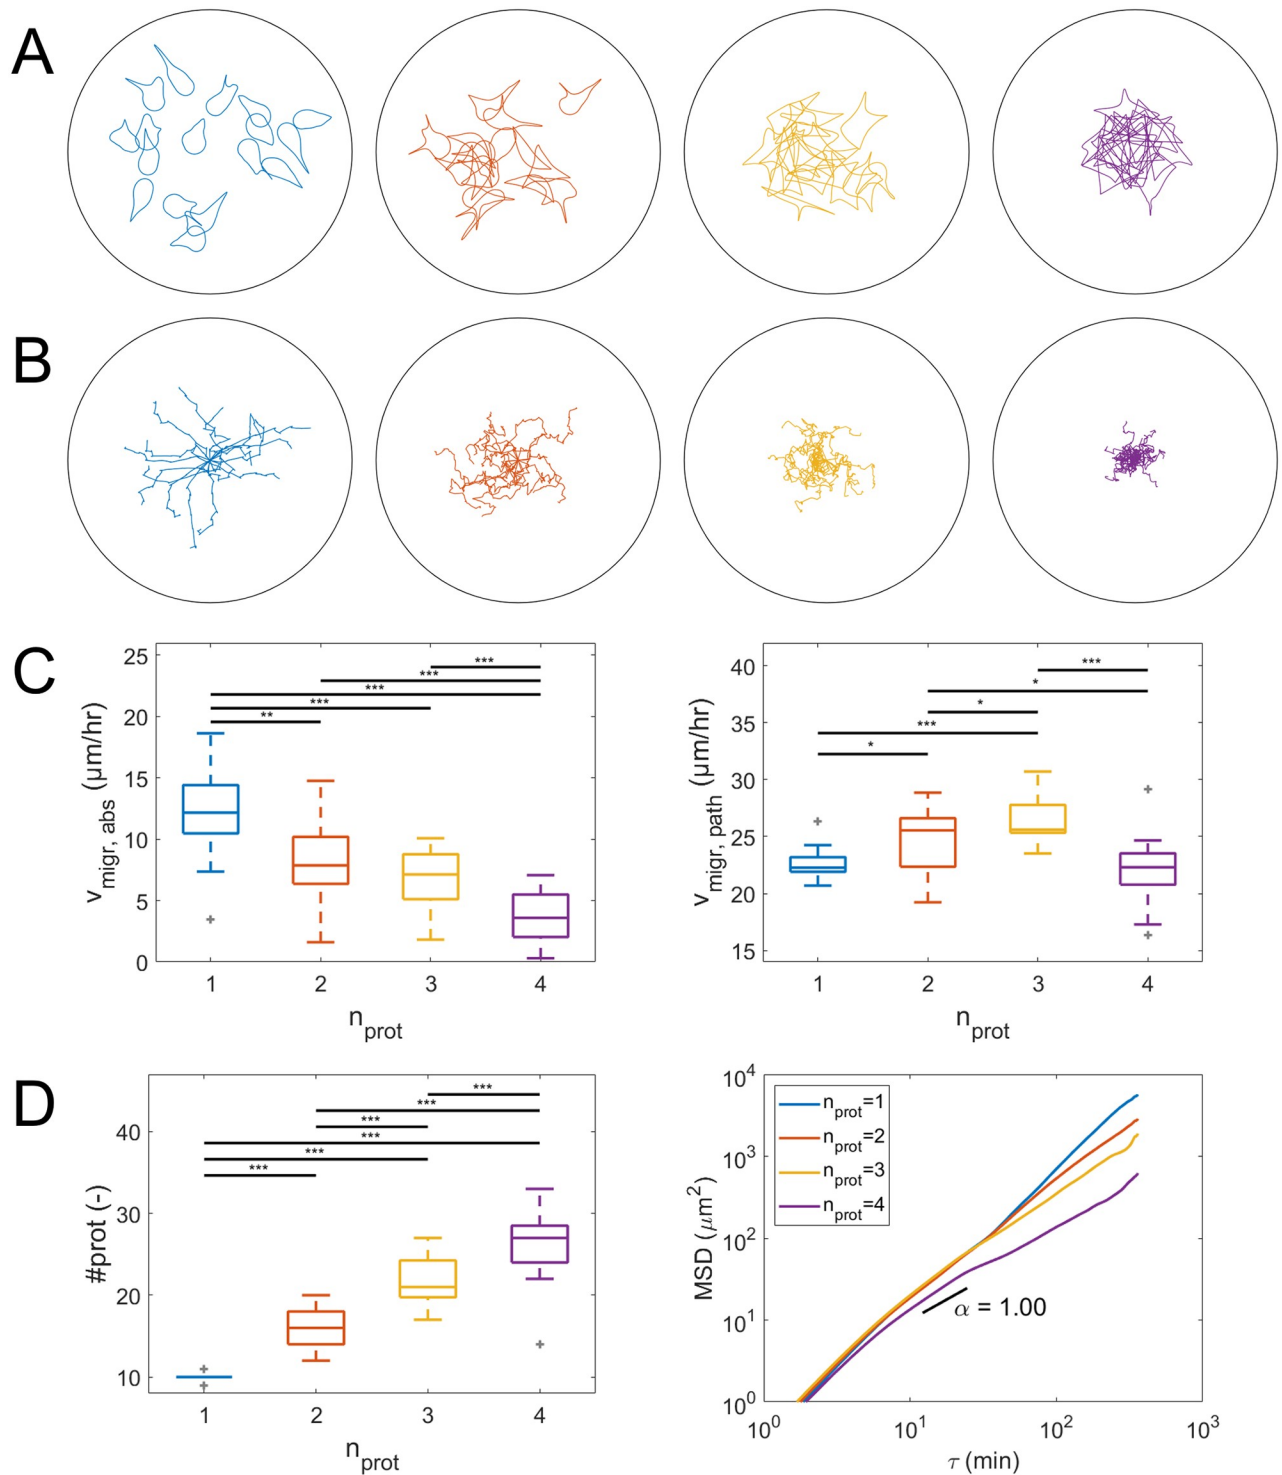 A
B
C
25
20
15
10
5
0
v_migr, abs (µm/hr)
***
***
***
***
**
1 2 3 4
n_prot
40
35
30
25
20
15
v_migr, path (µm/hr)
***
*
*
***
*
1 2 3 4
n_prot
D
40
30
20
10
#prot (-)
***
***
***
***
***
***
1 2 3 4
n_prot
10^4
10^3
10^2
10^1
10^0
MSD (μm^2)
n_prot=1
n_prot=2
n_prot=3
n_prot=4
α = 1.00
10^0 10^1 10^2 10^3
τ (min)